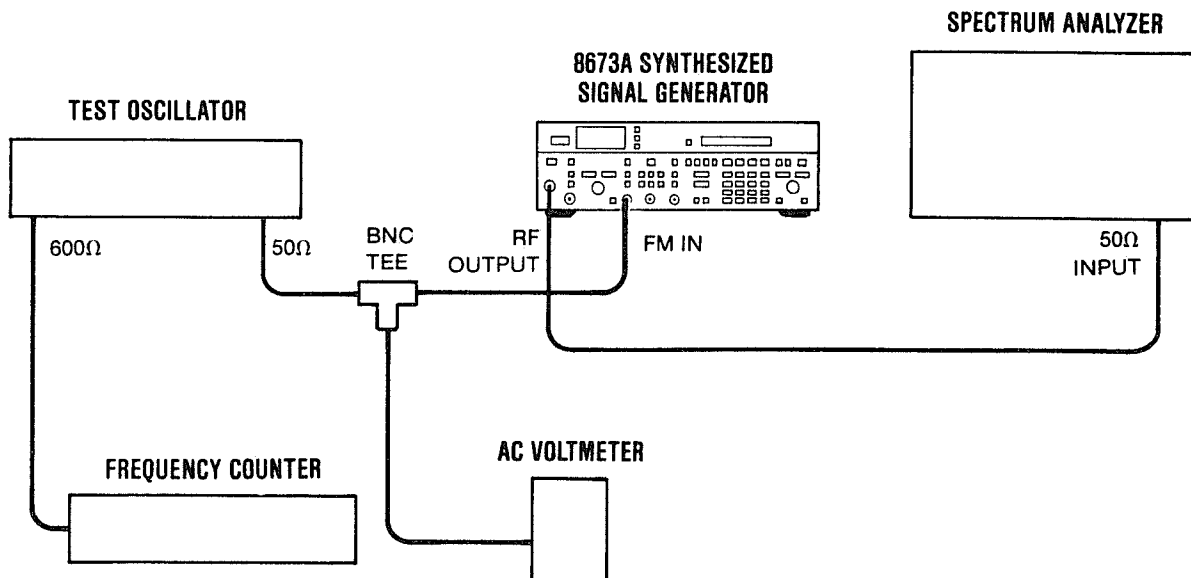 SPECTRUM ANALYZER
8673A SYNTHESIZED
SIGNAL GENERATOR
TEST OSCILLATOR
600Ω
50Ω
BNC
TEE
RF
OUTPUT
FM IN
50Ω
INPUT
FREQUENCY COUNTER
AC VOLTMETER